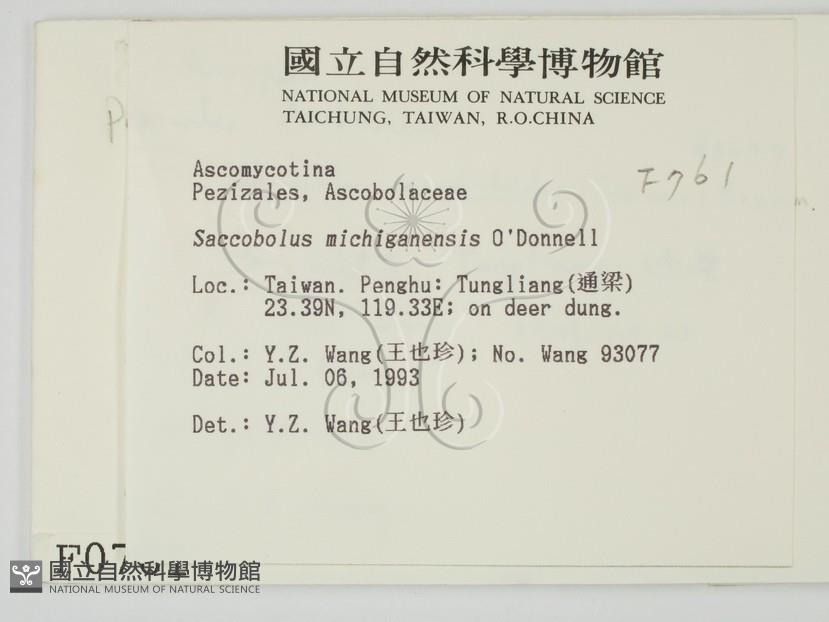 國立自然科學博物館
NATIONAL MUSEUM OF NATURAL SCIENCE
TAICHUNG, TAIWAN, R.O.CHINA
Ascomycotina
F761
Pezizales, Ascobolaceae
Saccobolus michiganensis O'Donnell
Loc.: Taiwan. Penghu: Tungliang(通梁)
23.39N, 119.33E; on deer dung.
Col.: Y.Z. Wang(王也珍); No. Wang 93077
Date: Jul. 06, 1993
Det.: Y.Z. Wang(王也珍)
國立自然科學博物館
NATIONAL MUSEUM OF NATURAL SCIENCE